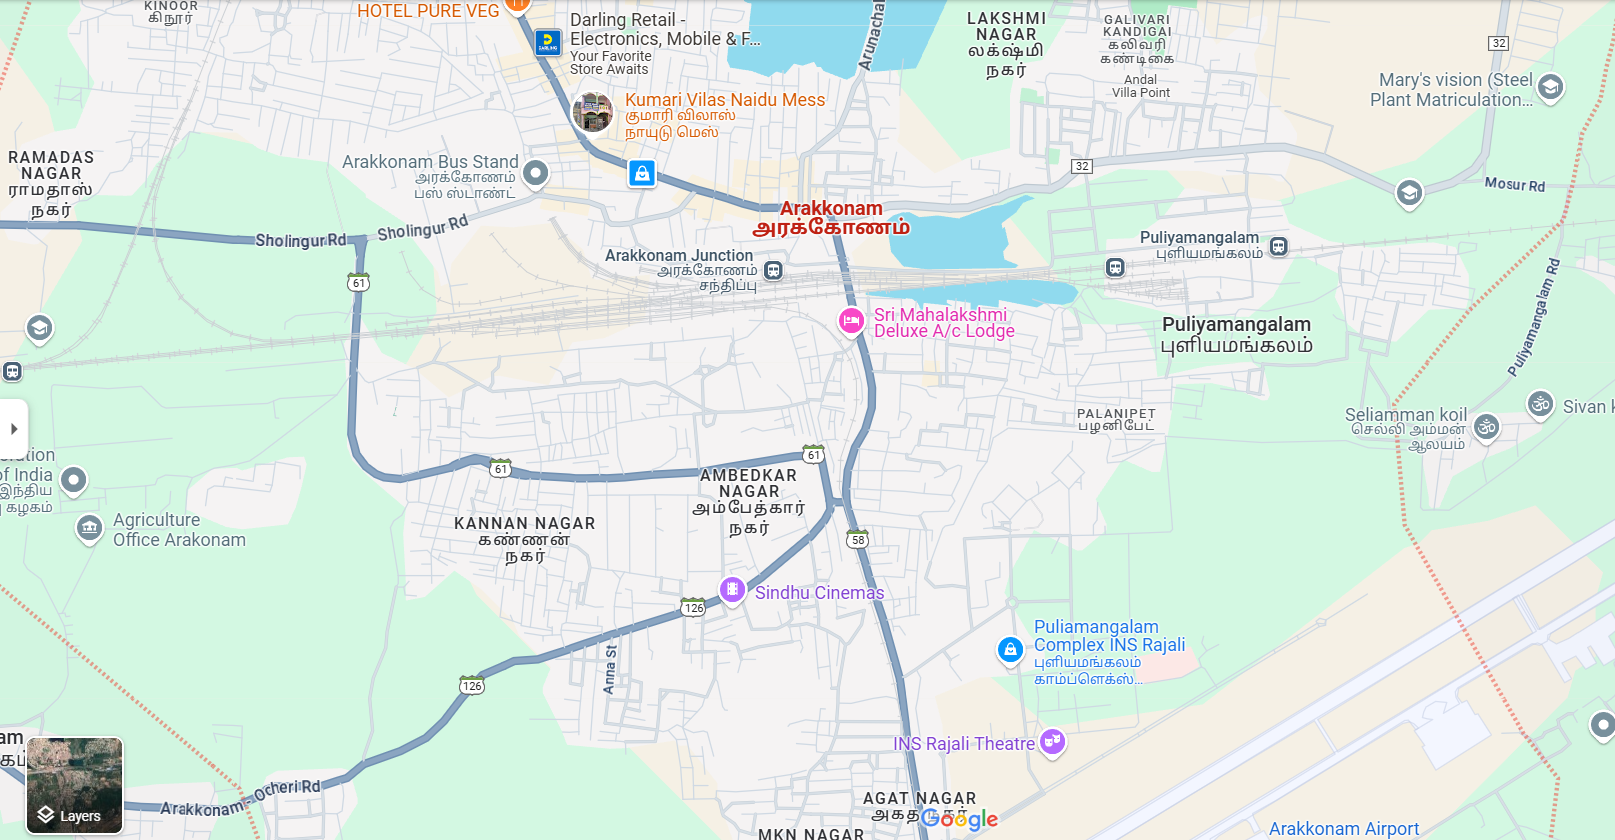 KINOOR
கிநூர்
HOTEL PURE VEG
Darling Retail -
Electronics, Mobile & F...
Your Favorite
Store Awaits
DARLING
Arunachal
LAKSHMI
NAGAR
லக்ஷ்மி
நகர்
GALIVARI
KANDIGAI
கலிவரி
கண்டிகை
Andal
Villa Point
32
Mary's vision (Steel
Plant Matriculation...
Kumari Vilas Naidu Mess
குமாரி விலாஸ்
நாயுடு மெஸ்
RAMADAS
NAGAR
ராமதாஸ்
நகர்
Arakkonam Bus Stand
அரக்கோணம்
பஸ் ஸ்டாண்ட்
32
Mosur Rd
Arakkonam
அரக்கோணம்
Sholingur Rd
Sholingur Rd
Arakkonam Junction
அரக்கோணம்
சந்திப்பு
Puliyamangalam
புளியமங்கலம்
61
Sri Mahalakshmi
Deluxe A/c Lodge
Puliyamangalam
புளியமங்கலம்
Puliyamangalam Rd
PALANIPET
பழனிபேட்
Seliamman koil
செல்லி அம்மன்
ஆலயம்
Sivan k
of India
இந்திய
கழகம்
61
61
AMBEDKAR
NAGAR
அம்பேத்கார்
நகர்
Agriculture
Office Arakonam
KANNAN NAGAR
கண்ணன்
நகர்
58
Sindhu Cinemas
126
Puliamangalam
Complex INS Rajali
புளியமங்கலம்
காம்ப்ளெக்ஸ்...
Anna St
126
INS Rajali Theatre
am
Arakkonam - Ocheri Rd
Layers
AGAT NAGAR
அகத நகர்
Google
MKN NAGAR
Arakkonam Airport